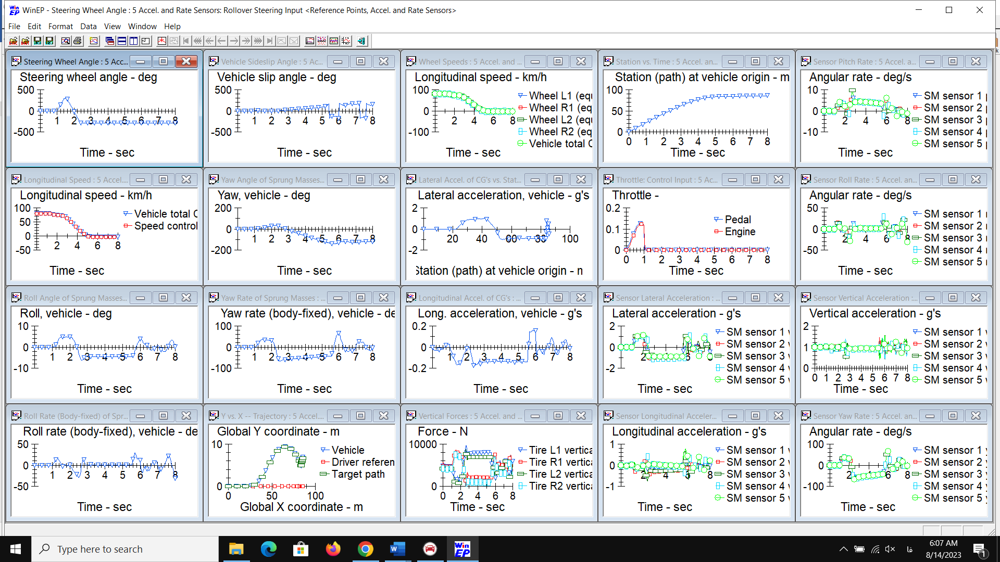 WinEP - Steering Wheel Angle : 5 Accel. and Rate Sensors: Rollover Steering Input <Reference Points, Accel. and Rate Sensors>
File Edit Format Data View Window Help
Steering Wheel Angle : 5 Acc...
Steering wheel angle - deg
500
0
-500
1 2 3 4 5 6 7 8
Time - sec
Vehicle Sideslip Angle : 5 Ac...
Vehicle slip angle - deg
500
0
-500
1 2 3 4 5 6 7 8
Time - sec
Wheel Speeds : 5 Accel. and ...
Longitudinal speed - km/h
100
0
-100
2 4 6 8
Time - sec
Wheel L1 (equ
Wheel R1 (eq
Wheel L2 (equ
Wheel R2 (eq
Vehicle total C
Station vs. Time : 5 Accel. an...
Station (path) at vehicle origin - m
100
50
0
0 1 2 3 4 5 6 7 8
Time - sec
Sensor Pitch Rate : 5 Accel. a...
Angular rate - deg/s
10
0
-10
2 4 6 8
Time - sec
SM sensor 1
SM sensor 2
SM sensor 3
SM sensor 4
SM sensor 5
Longitudinal Speed : 5 Accel....
Longitudinal speed - km/h
100
50
0
-50
2 4 6 8
Time - sec
Vehicle total C
Speed control
Yaw Angle of Sprung Masses...
Yaw, vehicle - deg
200
0
-200
1 2 3 4 5 6 7 8
Time - sec
Lateral Accel. of CG's vs. Stat...
Lateral acceleration, vehicle - g's
2
0
-2
20 40 60 80 100
Station (path) at vehicle origin - m
Throttle: Control Input : 5 Ac...
Throttle -
0.2
0.1
0
0 1 2 3 4 5 6 7 8
Time - sec
Pedal
Engine
Sensor Roll Rate : 5 Accel. an...
Angular rate - deg/s
50
0
-50
2 4 6 8
Time - sec
SM sensor 1
SM sensor 2
SM sensor 3
SM sensor 4
SM sensor 5
Roll Angle of Sprung Masses...
Roll, vehicle - deg
10
0
-10
1 2 3 4 5 6 7 8
Time - sec
Yaw Rate of Sprung Masses : ...
Yaw rate (body-fixed), vehicle - de
100
0
-100
1 2 3 4 5 6 7 8
Time - sec
Longitudinal Accel. of CG's : ...
Long. acceleration, vehicle - g's
0.2
0
-0.2
1 2 3 4 5 6 7 8
Time - sec
Sensor Lateral Acceleration : ...
Lateral acceleration - g's
2
0
-2
2 4 6 8
Time - sec
SM sensor 1
SM sensor 2
SM sensor 3
SM sensor 4
SM sensor 5
Sensor Vertical Acceleration :...
Vertical acceleration - g's
2
1
0
0 1 2 3 4 5 6 7 8
Time - sec
SM sensor 1
SM sensor 2
SM sensor 3
SM sensor 4
SM sensor 5
Roll Rate (Body-fixed) of Spr...
Roll rate (body-fixed), vehicle - de
50
0
-50
1 2 3 4 5 6 7 8
Time - sec
Y vs. X -- Trajectory : 5 Accel....
Global Y coordinate - m
10
0
0 50 100
Global X coordinate - m
Vehicle
Driver referen
Target path
Vertical Forces : 5 Accel. and ...
Force - N
10000
0
0 2 4 6 8
Time - sec
Tire L1 vertica
Tire R1 vertica
Tire L2 vertica
Tire R2 vertica
Sensor Longitudinal Acceler...
Longitudinal acceleration - g's
1
0
-1
2 4 6 8
Time - sec
SM sensor 1
SM sensor 2
SM sensor 3
SM sensor 4
SM sensor 5
Sensor Yaw Rate : 5 Accel. an...
Angular rate - deg/s
100
0
-100
2 4 6 8
Time - sec
SM sensor 1
SM sensor 2
SM sensor 3
SM sensor 4
SM sensor 5
Type here to search
Win EP
فا
6:07 AM
8/14/2023
1